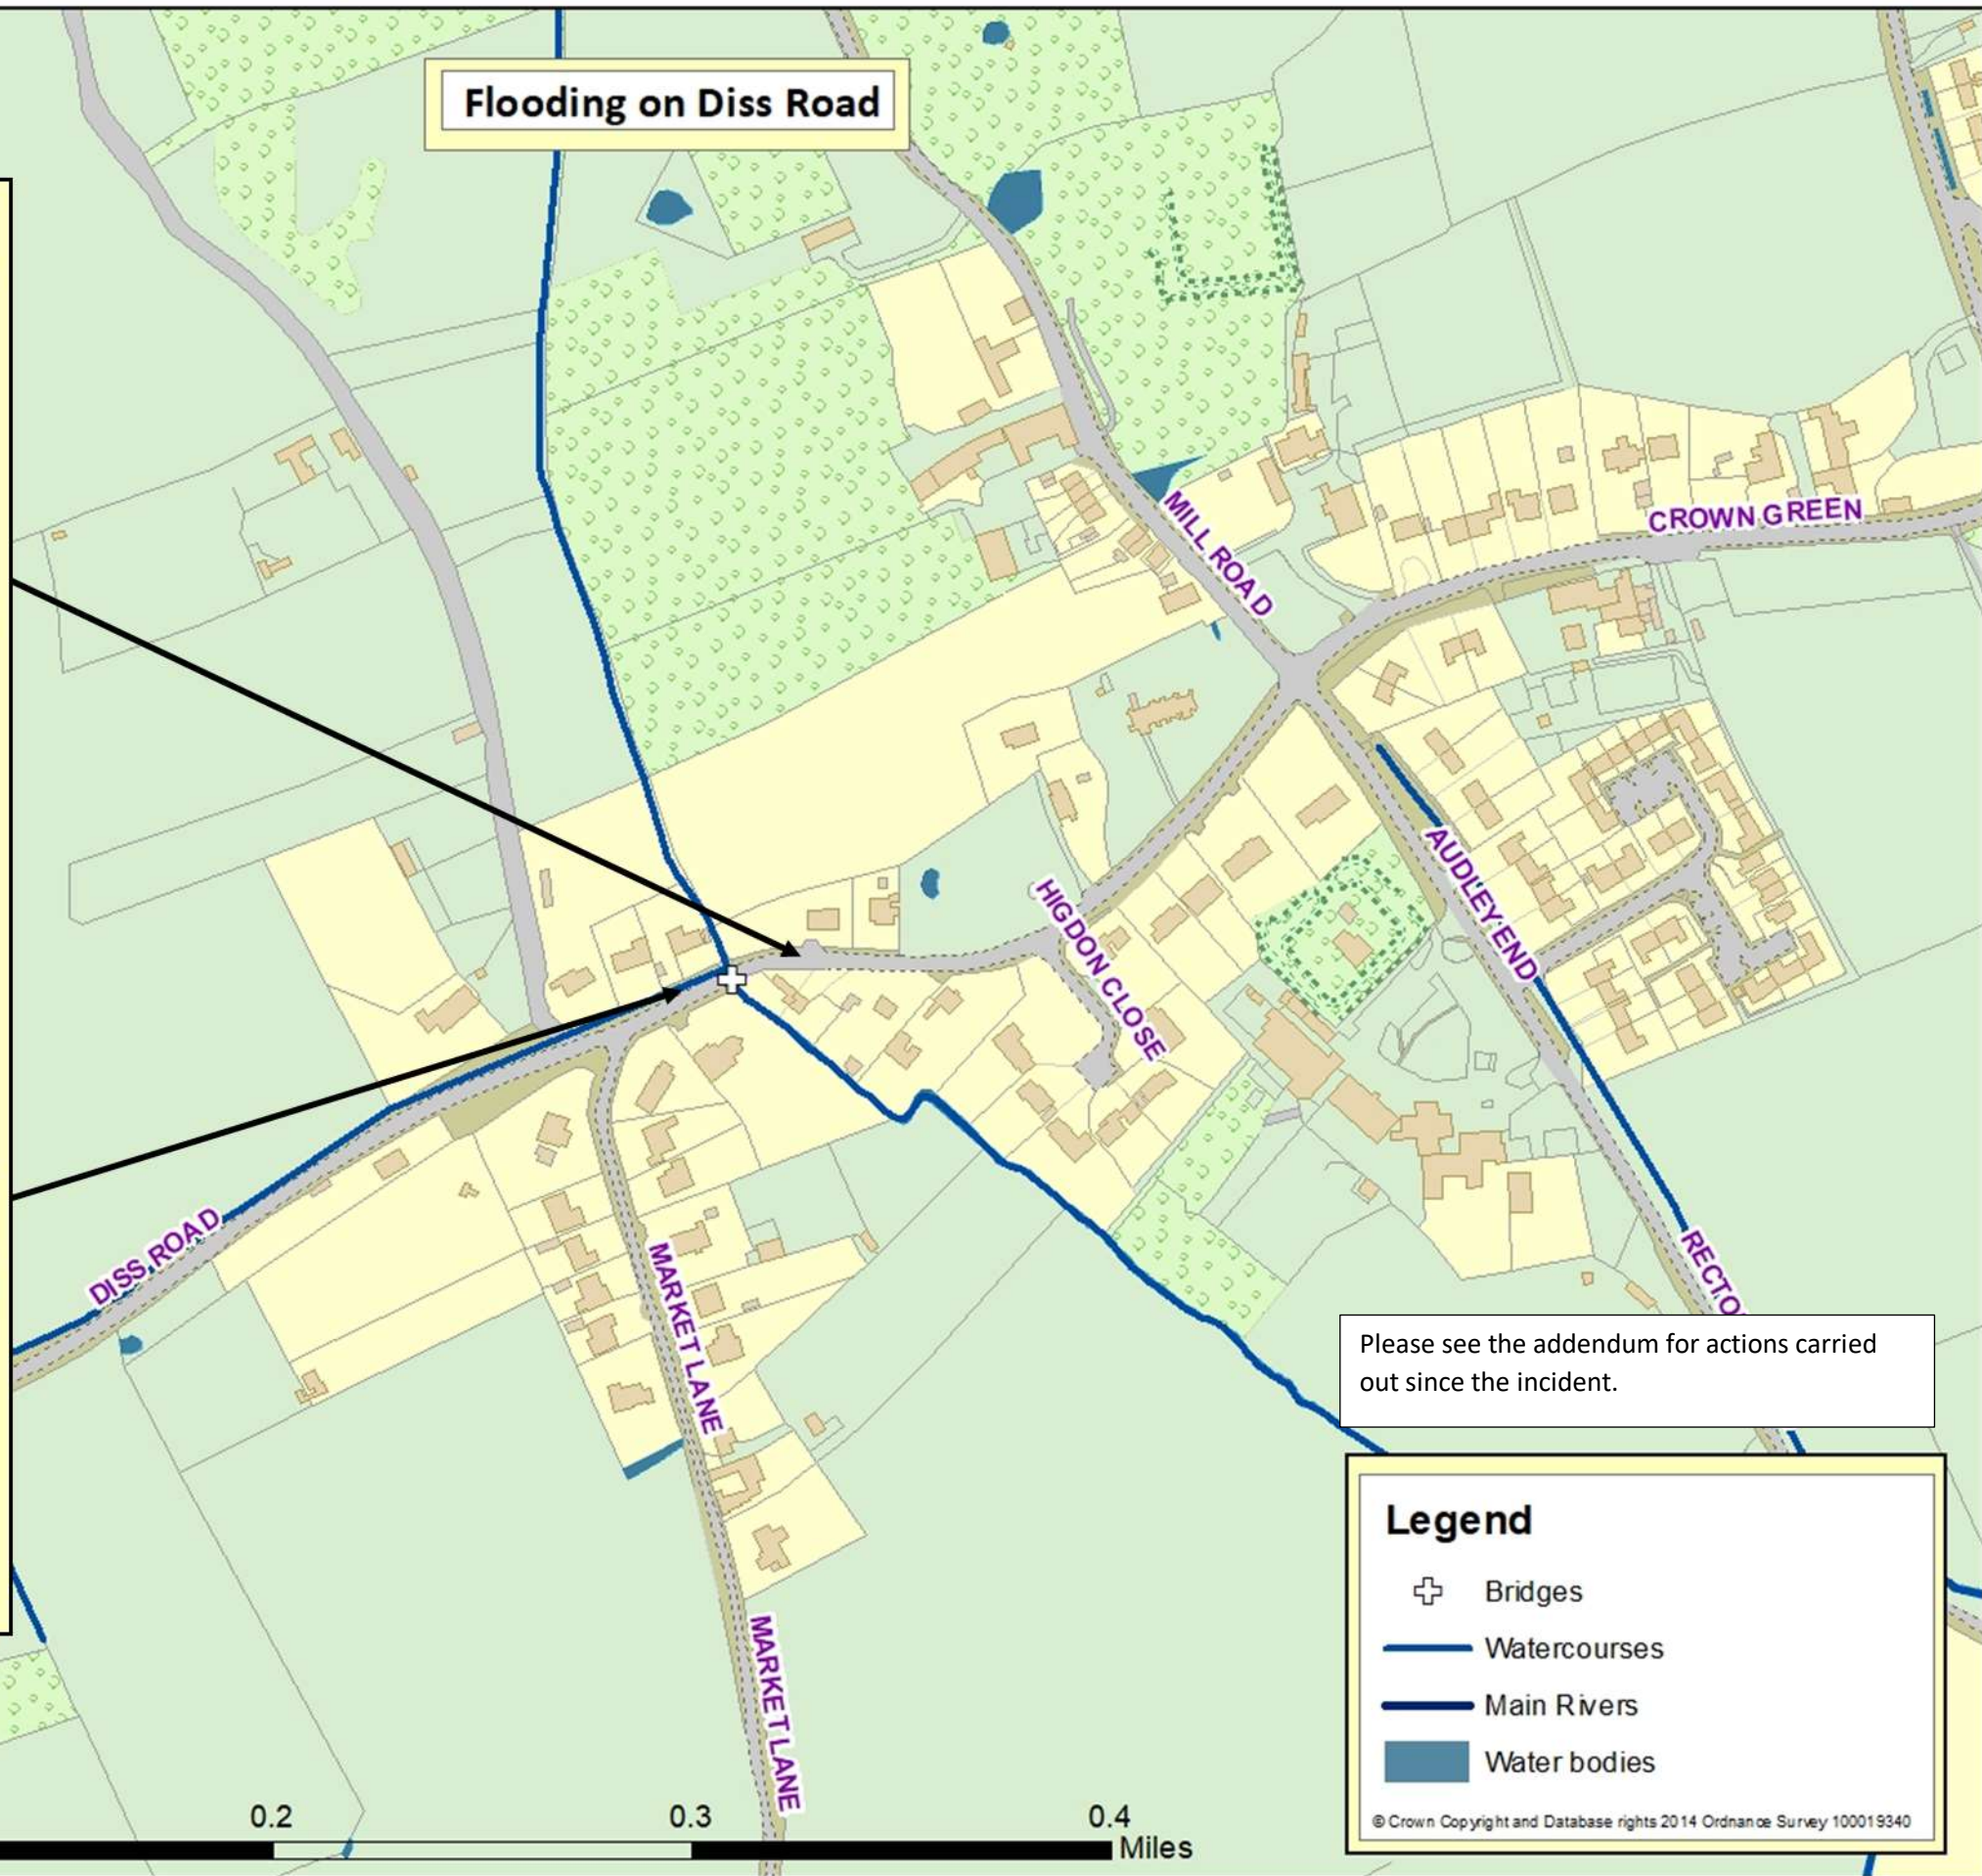 Flooding on Diss Road
MILL ROAD
CROWN GREEN
AUDLEY END
HIGDON CLOSE
DISS ROAD
MARKET LANE
RECTO
Please see the addendum for actions carried
out since the incident.
MARKET LANE
Legend
Bridges
Watercourses
Main Rivers
Water bodies
© Crown Copyright and Database rights 2014 Ordnance Survey 100019340
0.2 0.3 0.4
Miles